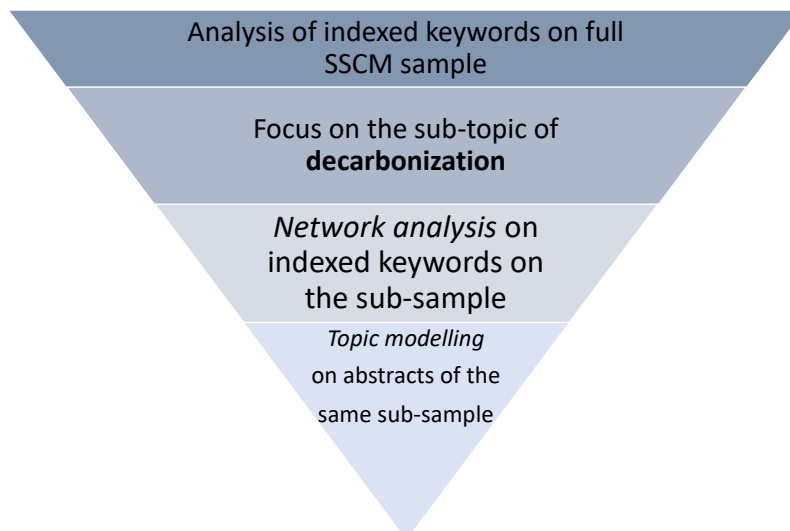 Analysis of indexed keywords on full
SSCM sample
Focus on the sub-topic of
decarbonization
Network analysis on
indexed keywords on
the sub-sample
Topic modelling
on abstracts of the
same sub-sample